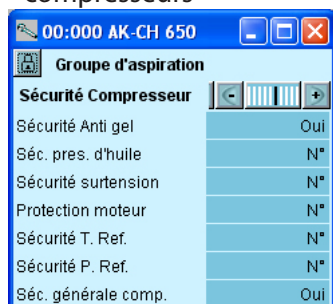 compresseurs
00:000 AK-CH 650
Groupe d'aspiration
Sécurité Compresseur - +
Sécurité Anti gel Oui
Séc. pres. d'huile N°
Sécurité surtension N°
Protection moteur N°
Sécurité T. Ref. N°
Sécurité P. Ref. N°
Séc. générale comp. Oui